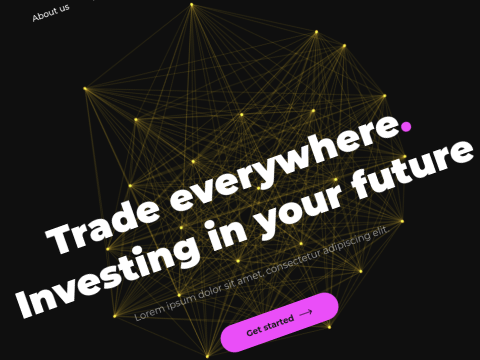 About us
Trade everywhere.
Investing in your future
Lorem ipsum dolor sit amet, consectetur adipiscing elit.
Get started →